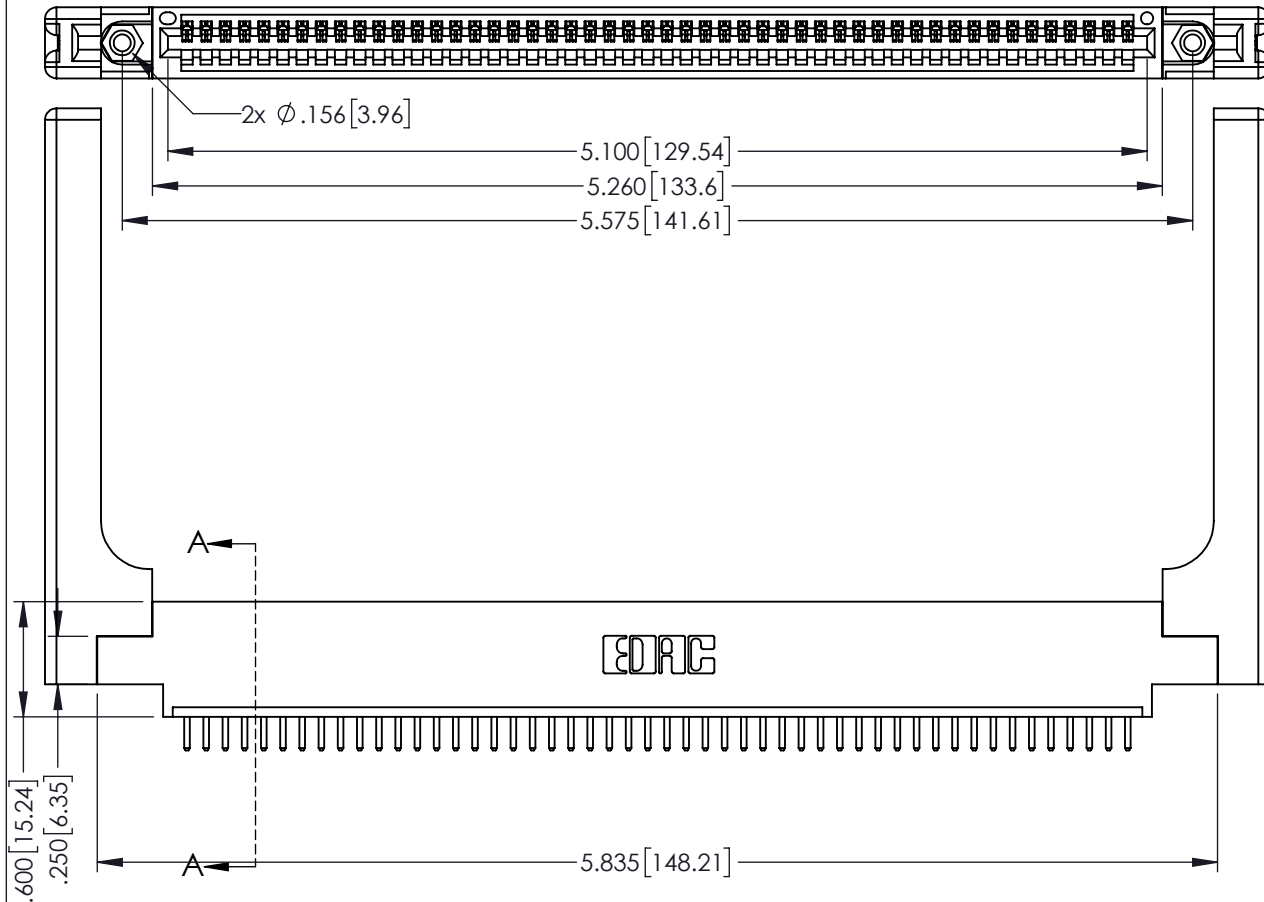 2x Ø .156[3.96]
5.100[129.54]
5.260[133.6]
5.575[141.61]
A
EDAC
.600[15.24]
.250[6.35]
5.835[148.21]
A